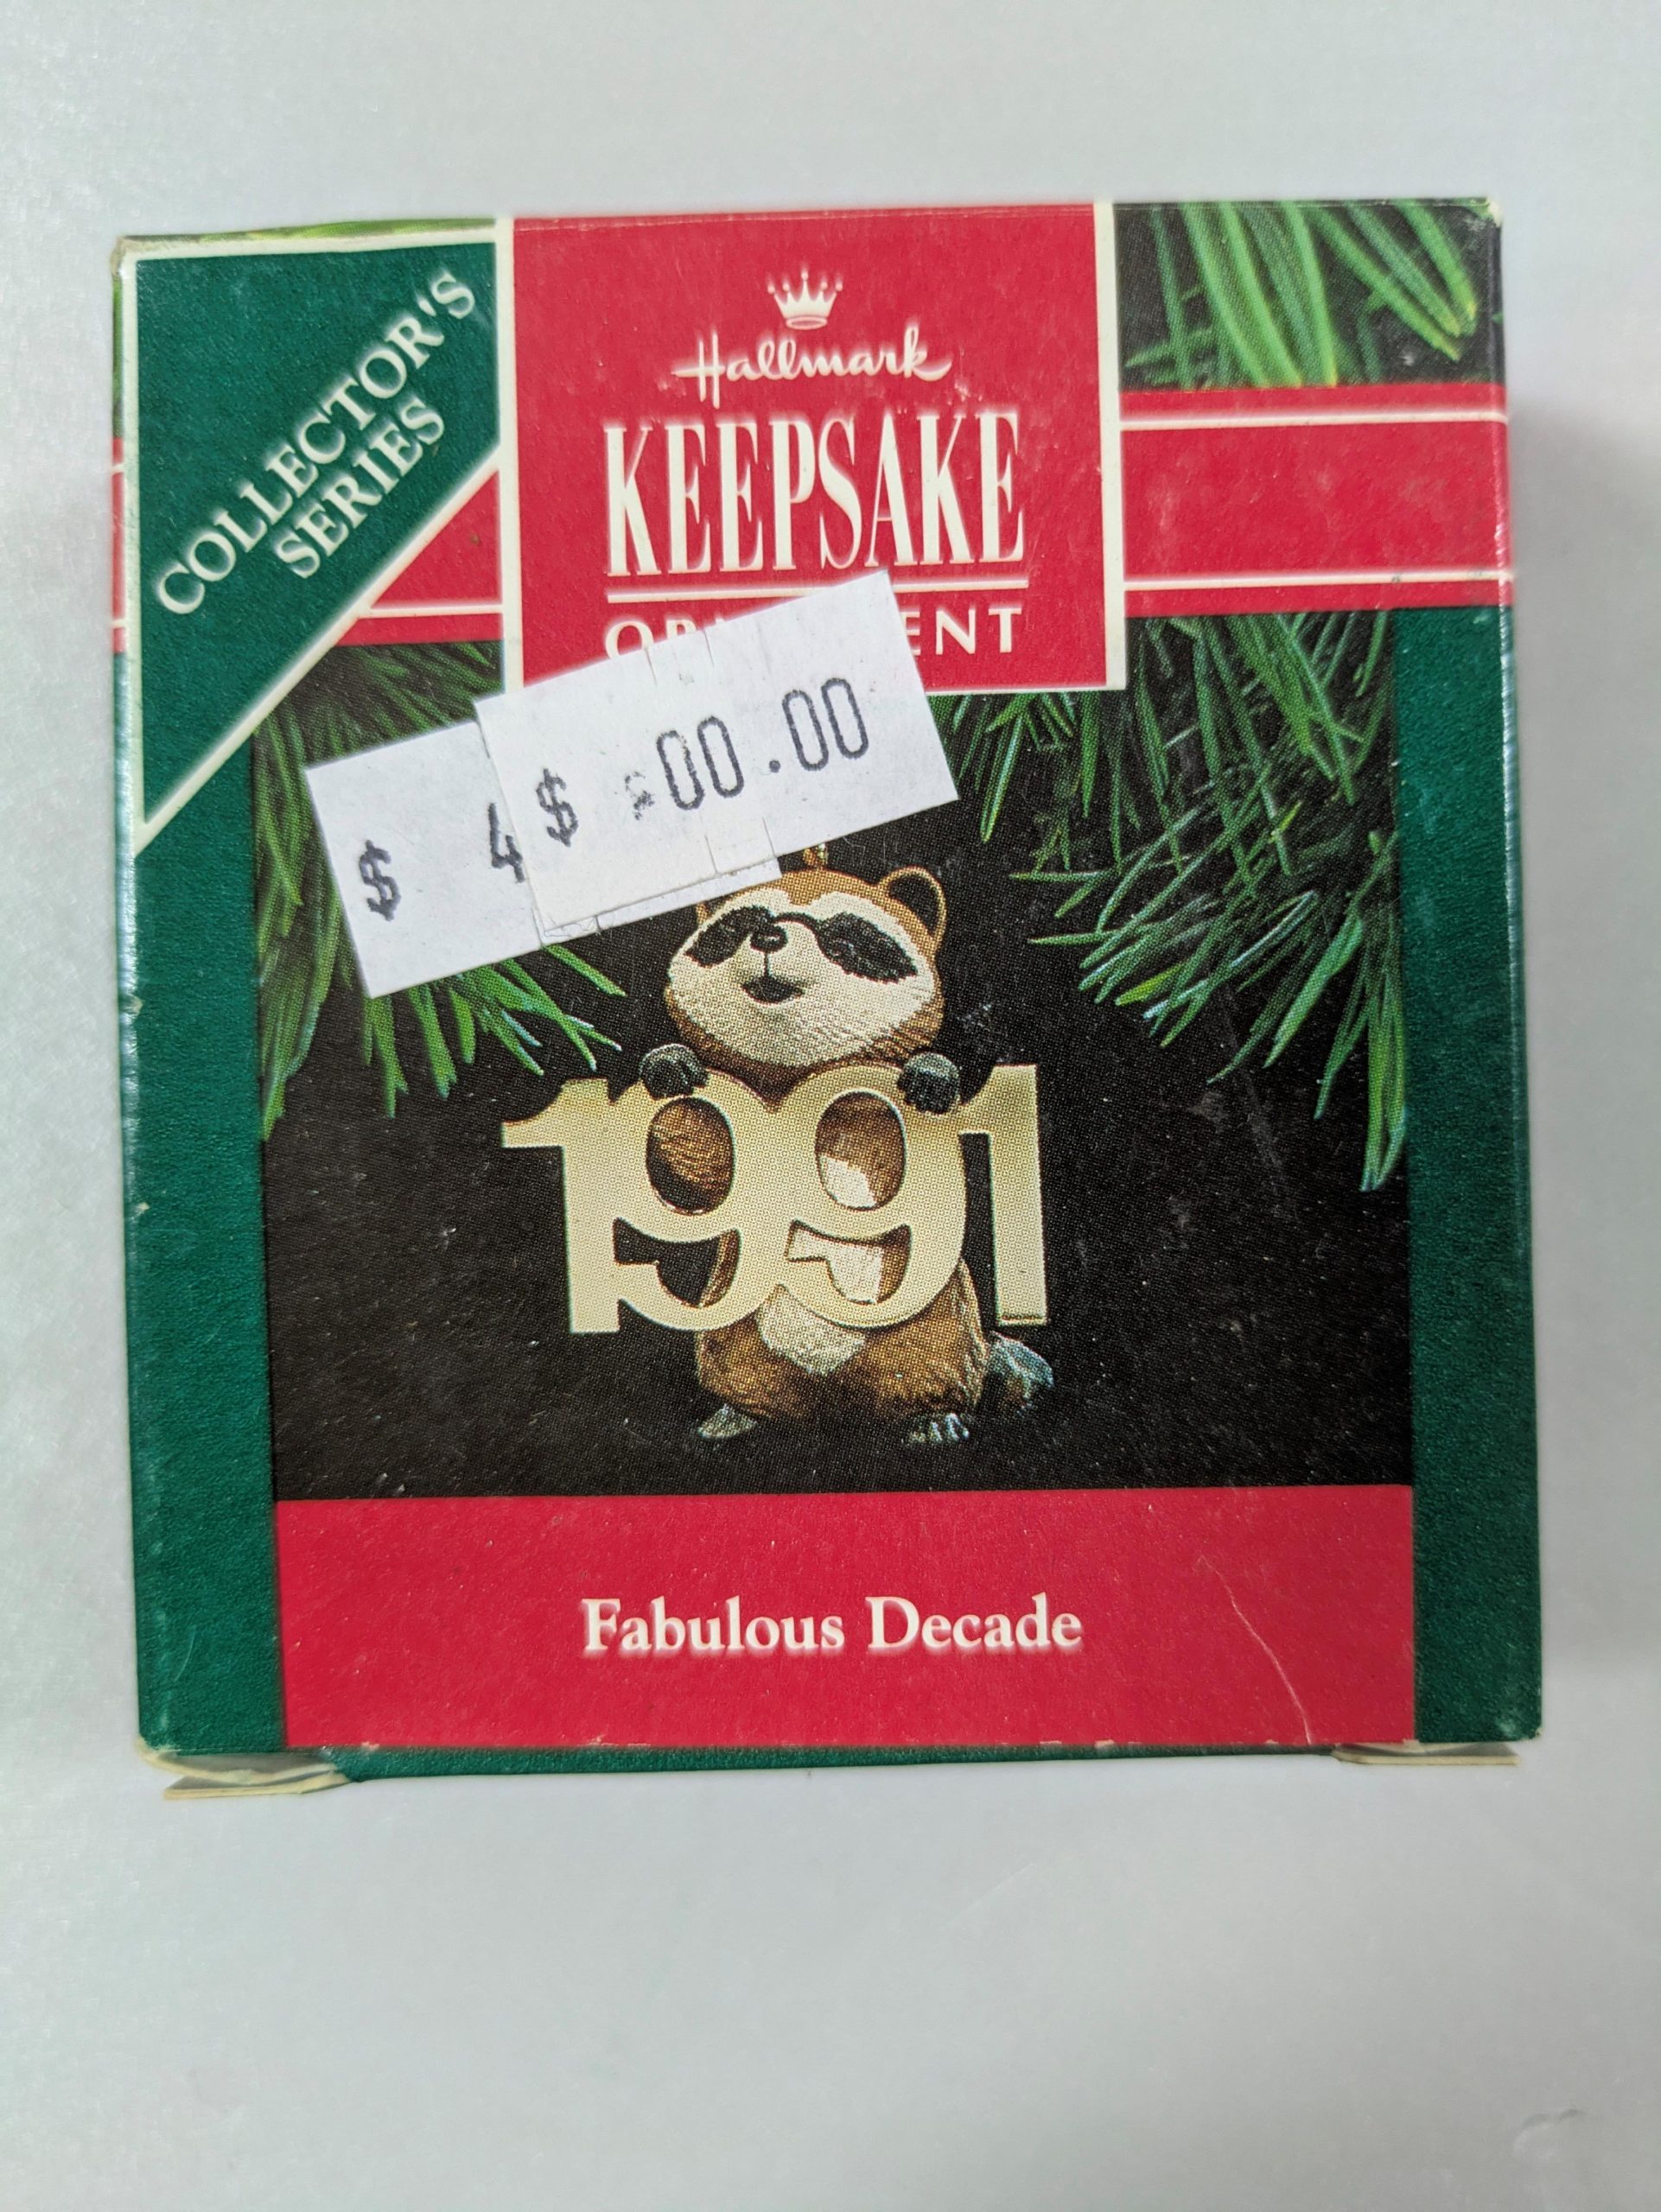 COLLECTOR'S
SERIES
Hallmark
KEEPSAKE
$ 4
$ 00.00
1991
Fabulous Decade